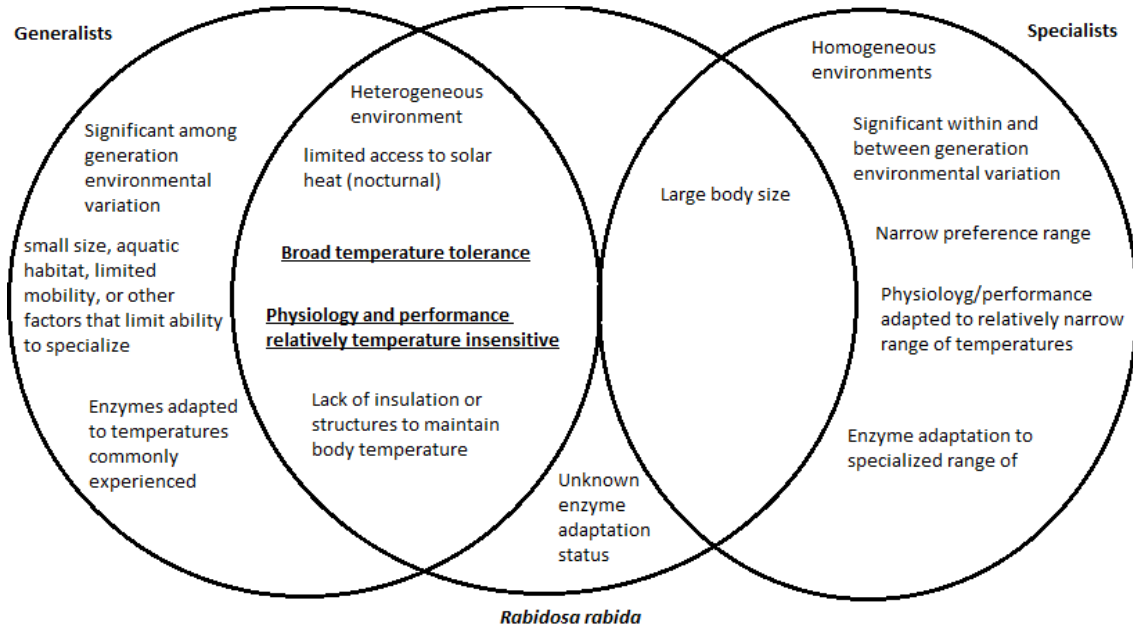 Generalists
Specialists
Significant among
generation
environmental
variation
small size, aquatic
habitat, limited
mobility, or other
factors that limit ability
to specialize
Enzymes adapted
to temperatures
commonly
experienced
Heterogeneous
environment
limited access to solar
heat (nocturnal)
Broad temperature tolerance
Physiology and performance
relatively temperature insensitive
Lack of insulation or
structures to maintain
body temperature
Unknown
enzyme
adaptation
status
Large body size
Homogeneous
environments
Significant within and
between generation
environmental variation
Narrow preference range
Physioloyg/performance
adapted to relatively narrow
range of temperatures
Enzyme adaptation to
specialized range of
Rabidosa rabida